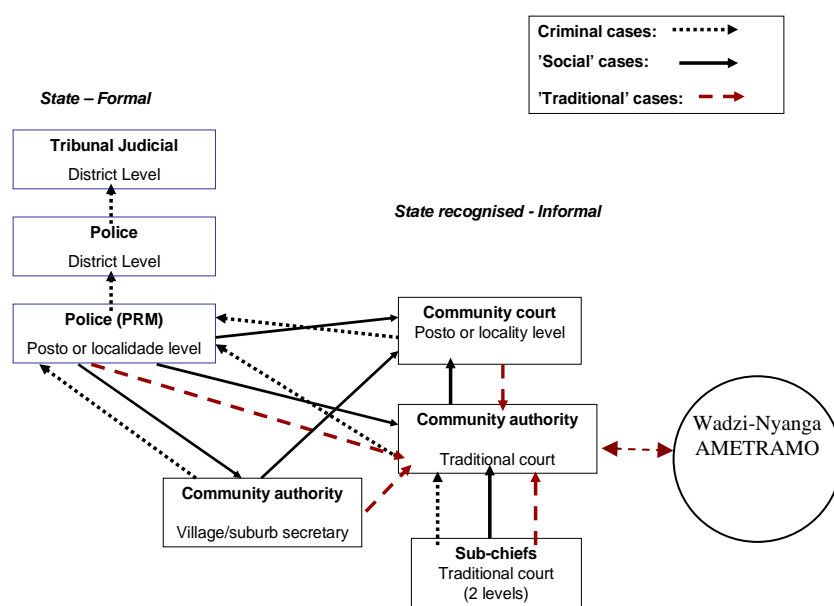 Criminal cases:
’Social’ cases:
’Traditional’ cases:
State – Formal
Tribunal Judicial
District Level
Police
District Level
State recognised - Informal
Police (PRM)
Posto or localidade level
Community court
Posto or locality level
Community authority
Traditional court
Wadzi-Nyanga
AMETRAMO
Community authority
Village/suburb secretary
Sub-chiefs
Traditional court
(2 levels)